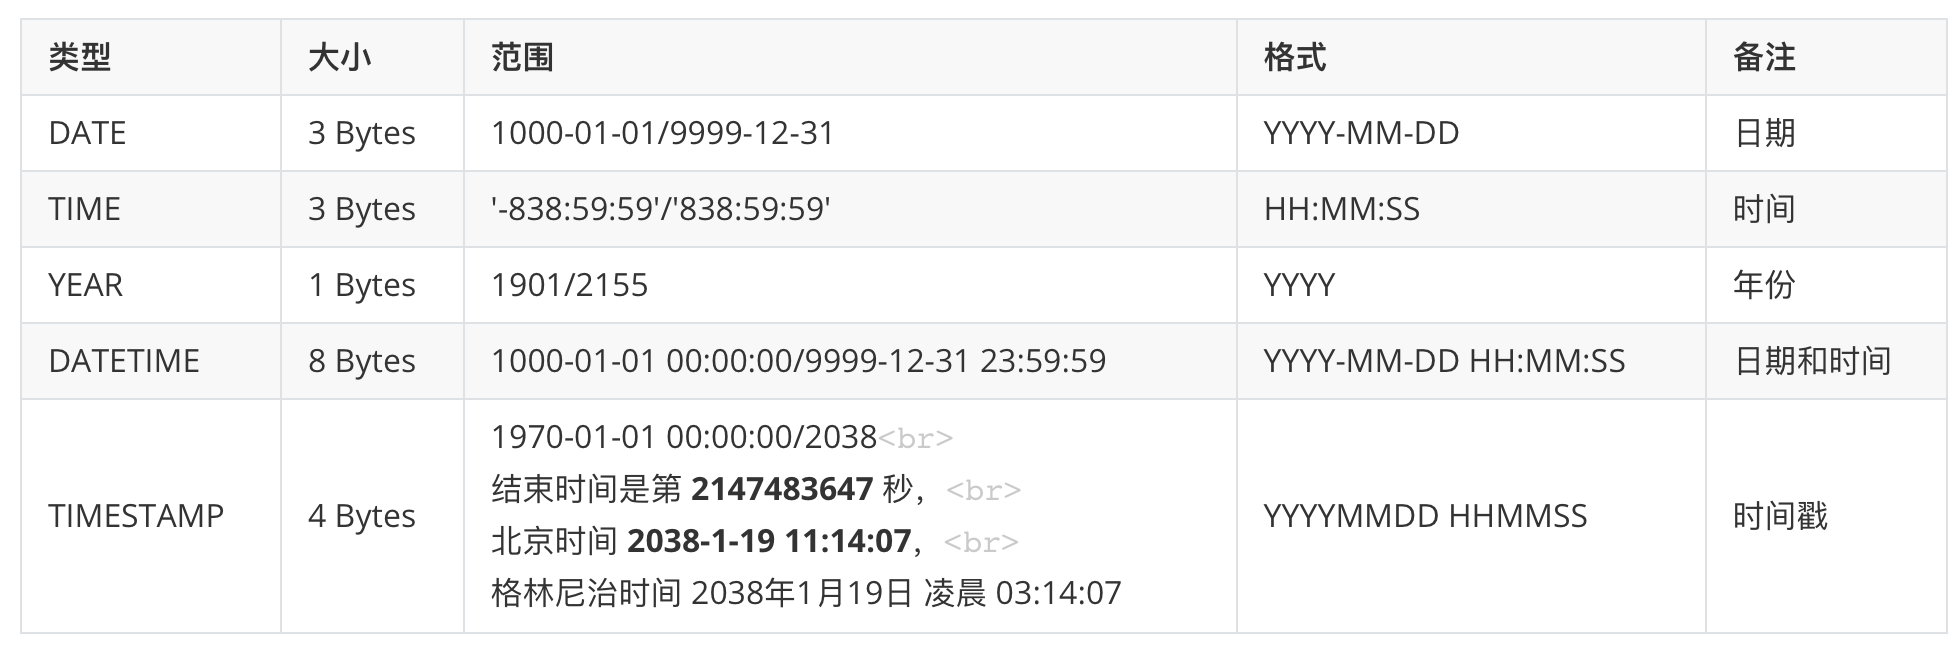 类型 大小 范围 格式 备注
DATE 3 Bytes 1000-01-01/9999-12-31 YYYY-MM-DD 日期
TIME 3 Bytes '-838:59:59'/'838:59:59' HH:MM:SS 时间
YEAR 1 Bytes 1901/2155 YYYY 年份
DATETIME 8 Bytes 1000-01-01 00:00:00/9999-12-31 23:59:59 YYYY-MM-DD HH:MM:SS 日期和时间
TIMESTAMP 4 Bytes 1970-01-01 00:00:00/2038<br>
结束时间是第 2147483647 秒，<br>
北京时间 2038-1-19 11:14:07，<br>
格林尼治时间 2038年1月19日 凌晨 03:14:07
YYYYMMDD HHMMSS 时间戳